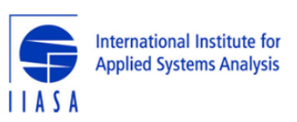 International Institute for
Applied Systems Analysis
IIASA